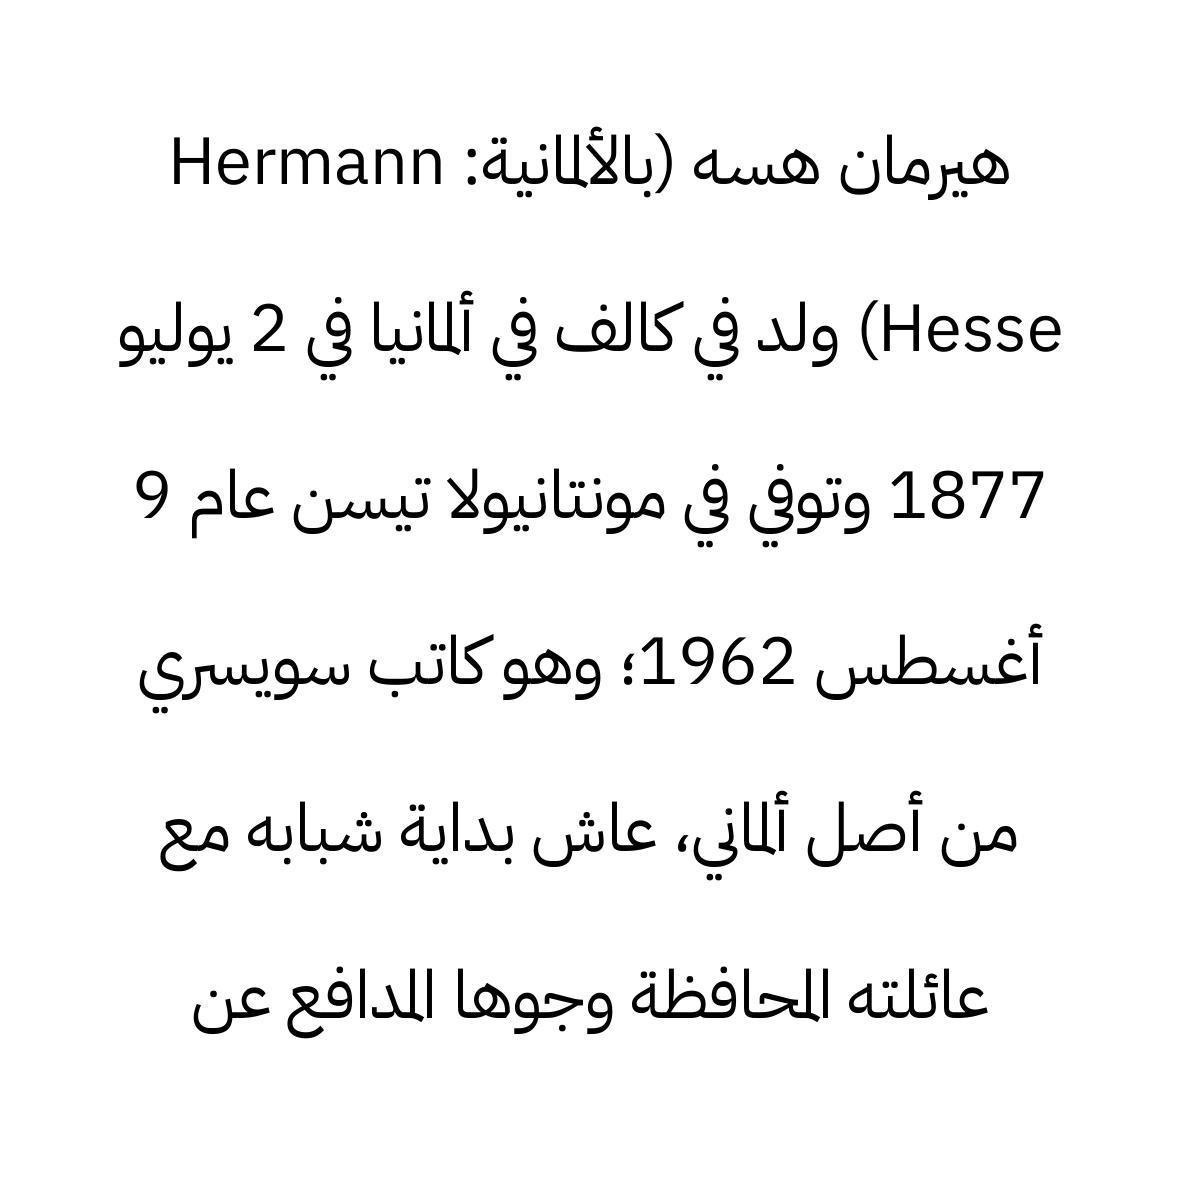 هيرمان هسه (بالألمانية: Hermann
Hesse) ولد في كالف في ألمانيا في 2 يوليو
1877 وتوفي في مونتانيولا تيسن عام 9
أغسطس 1962؛ وهو كاتب سويسري
من أصل ألماني، عاش بداية شبابه مع
عائلته المحافظة وجوها المدافع عن